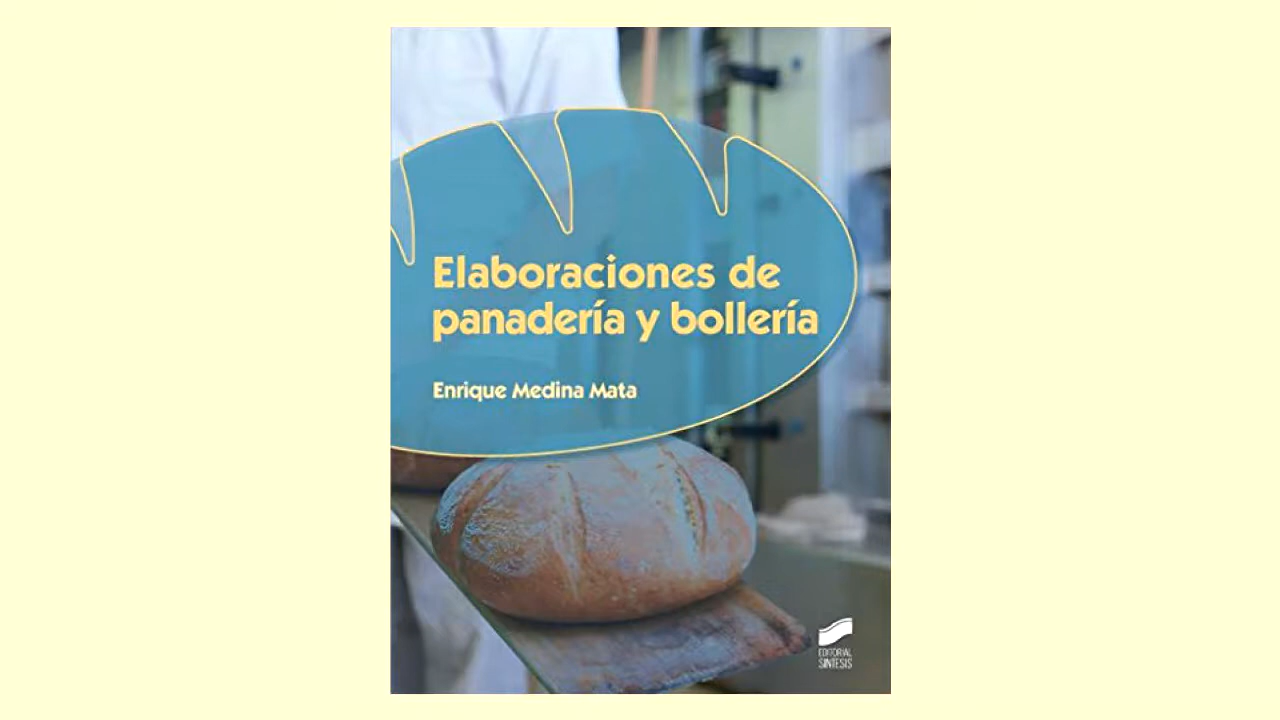 Elaboraciones de
panadería y bollería
Enrique Medina Mata
EDITORIAL
SÍNTESIS